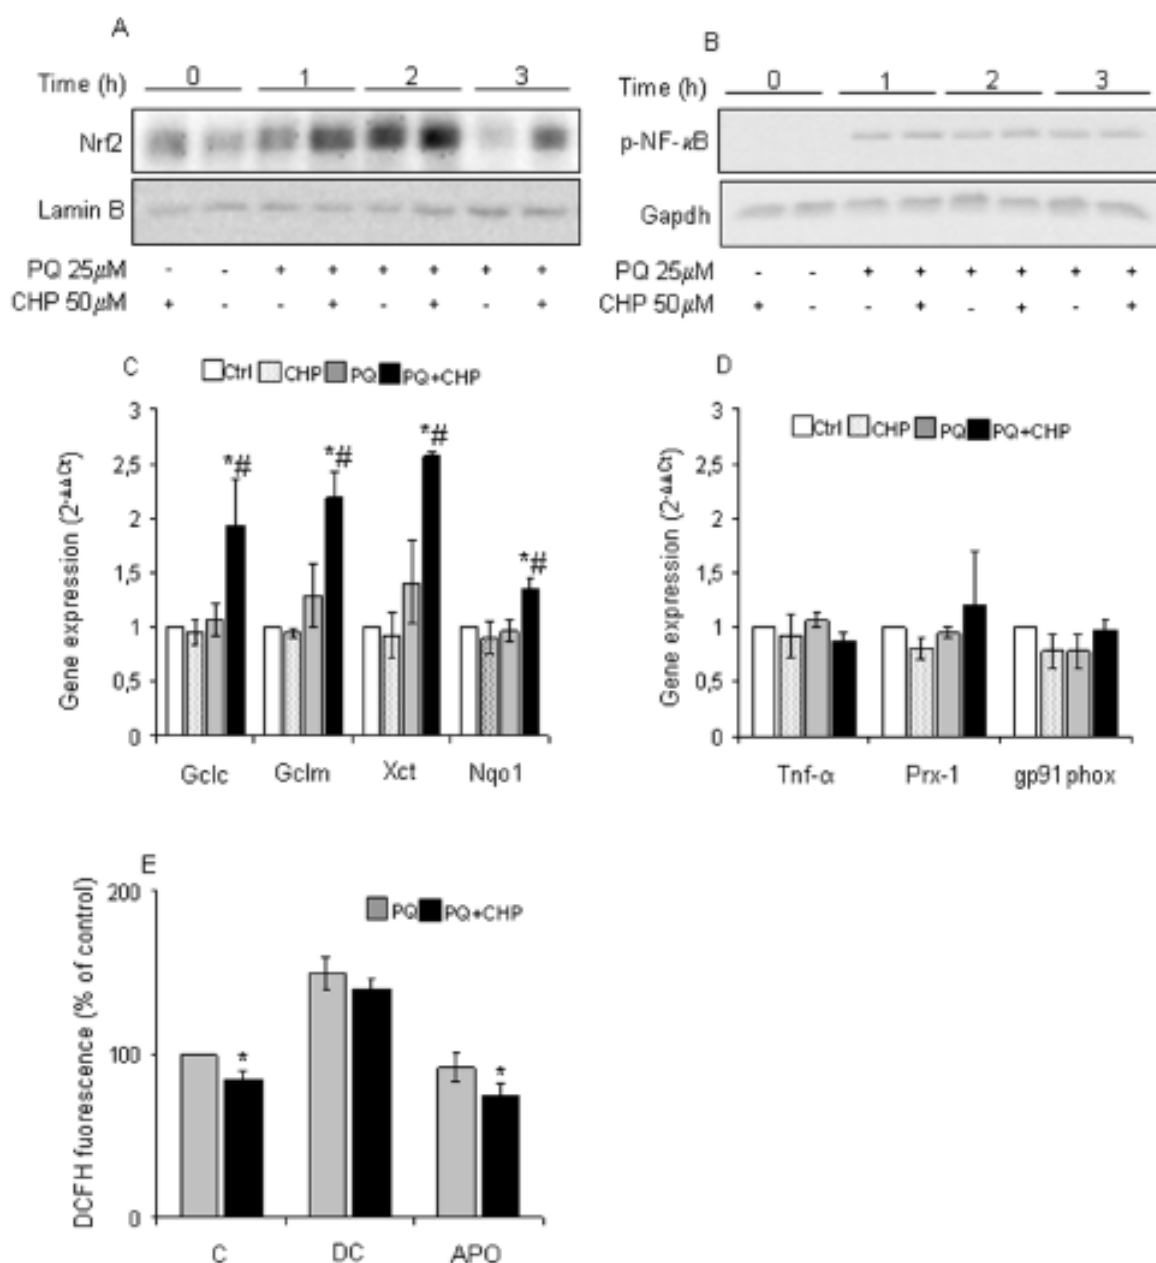 A
Time (h) 0 1 2 3
Nrf2
Lamin B
PQ 25µM - - + + + + + +
CHP 50µM + - - + - + - +
B
Time (h) 0 1 2 3
p-NF-κB
Gapdh
PQ 25µM - - + + + + + +
CHP 50µM + - - + - + - +
C
Ctrl CHP PQ PQ+CHP
Gene expression (2-ΔΔCt)
3
2,5
2
1,5
1
0,5
0
*# *# *# *#
Gclc Gclm Xct Nqo1
D
Ctrl CHP PQ PQ+CHP
Gene expression (2-ΔΔCt)
3
2,5
2
1,5
1
0,5
0
Tnf-α Prx-1 gp91phox
E
PQ PQ+CHP
DCFH fuorescence (% of control)
200
100
0
* *
C DC APO